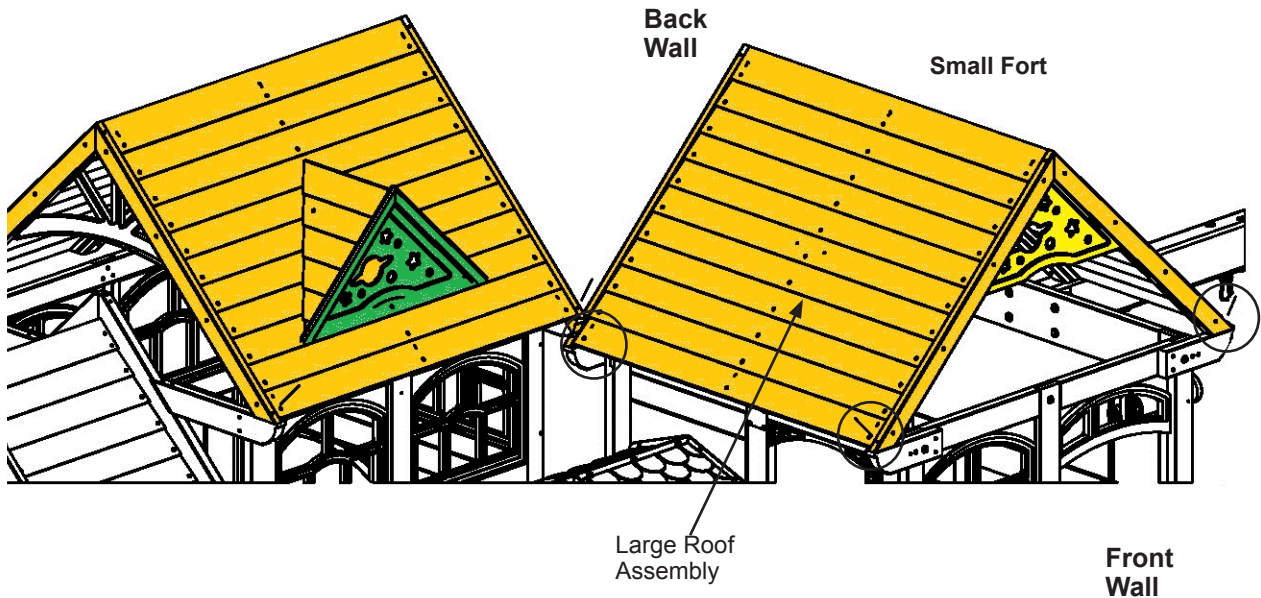 Back
Wall
Small Fort
Large Roof
Assembly
Front
Wall